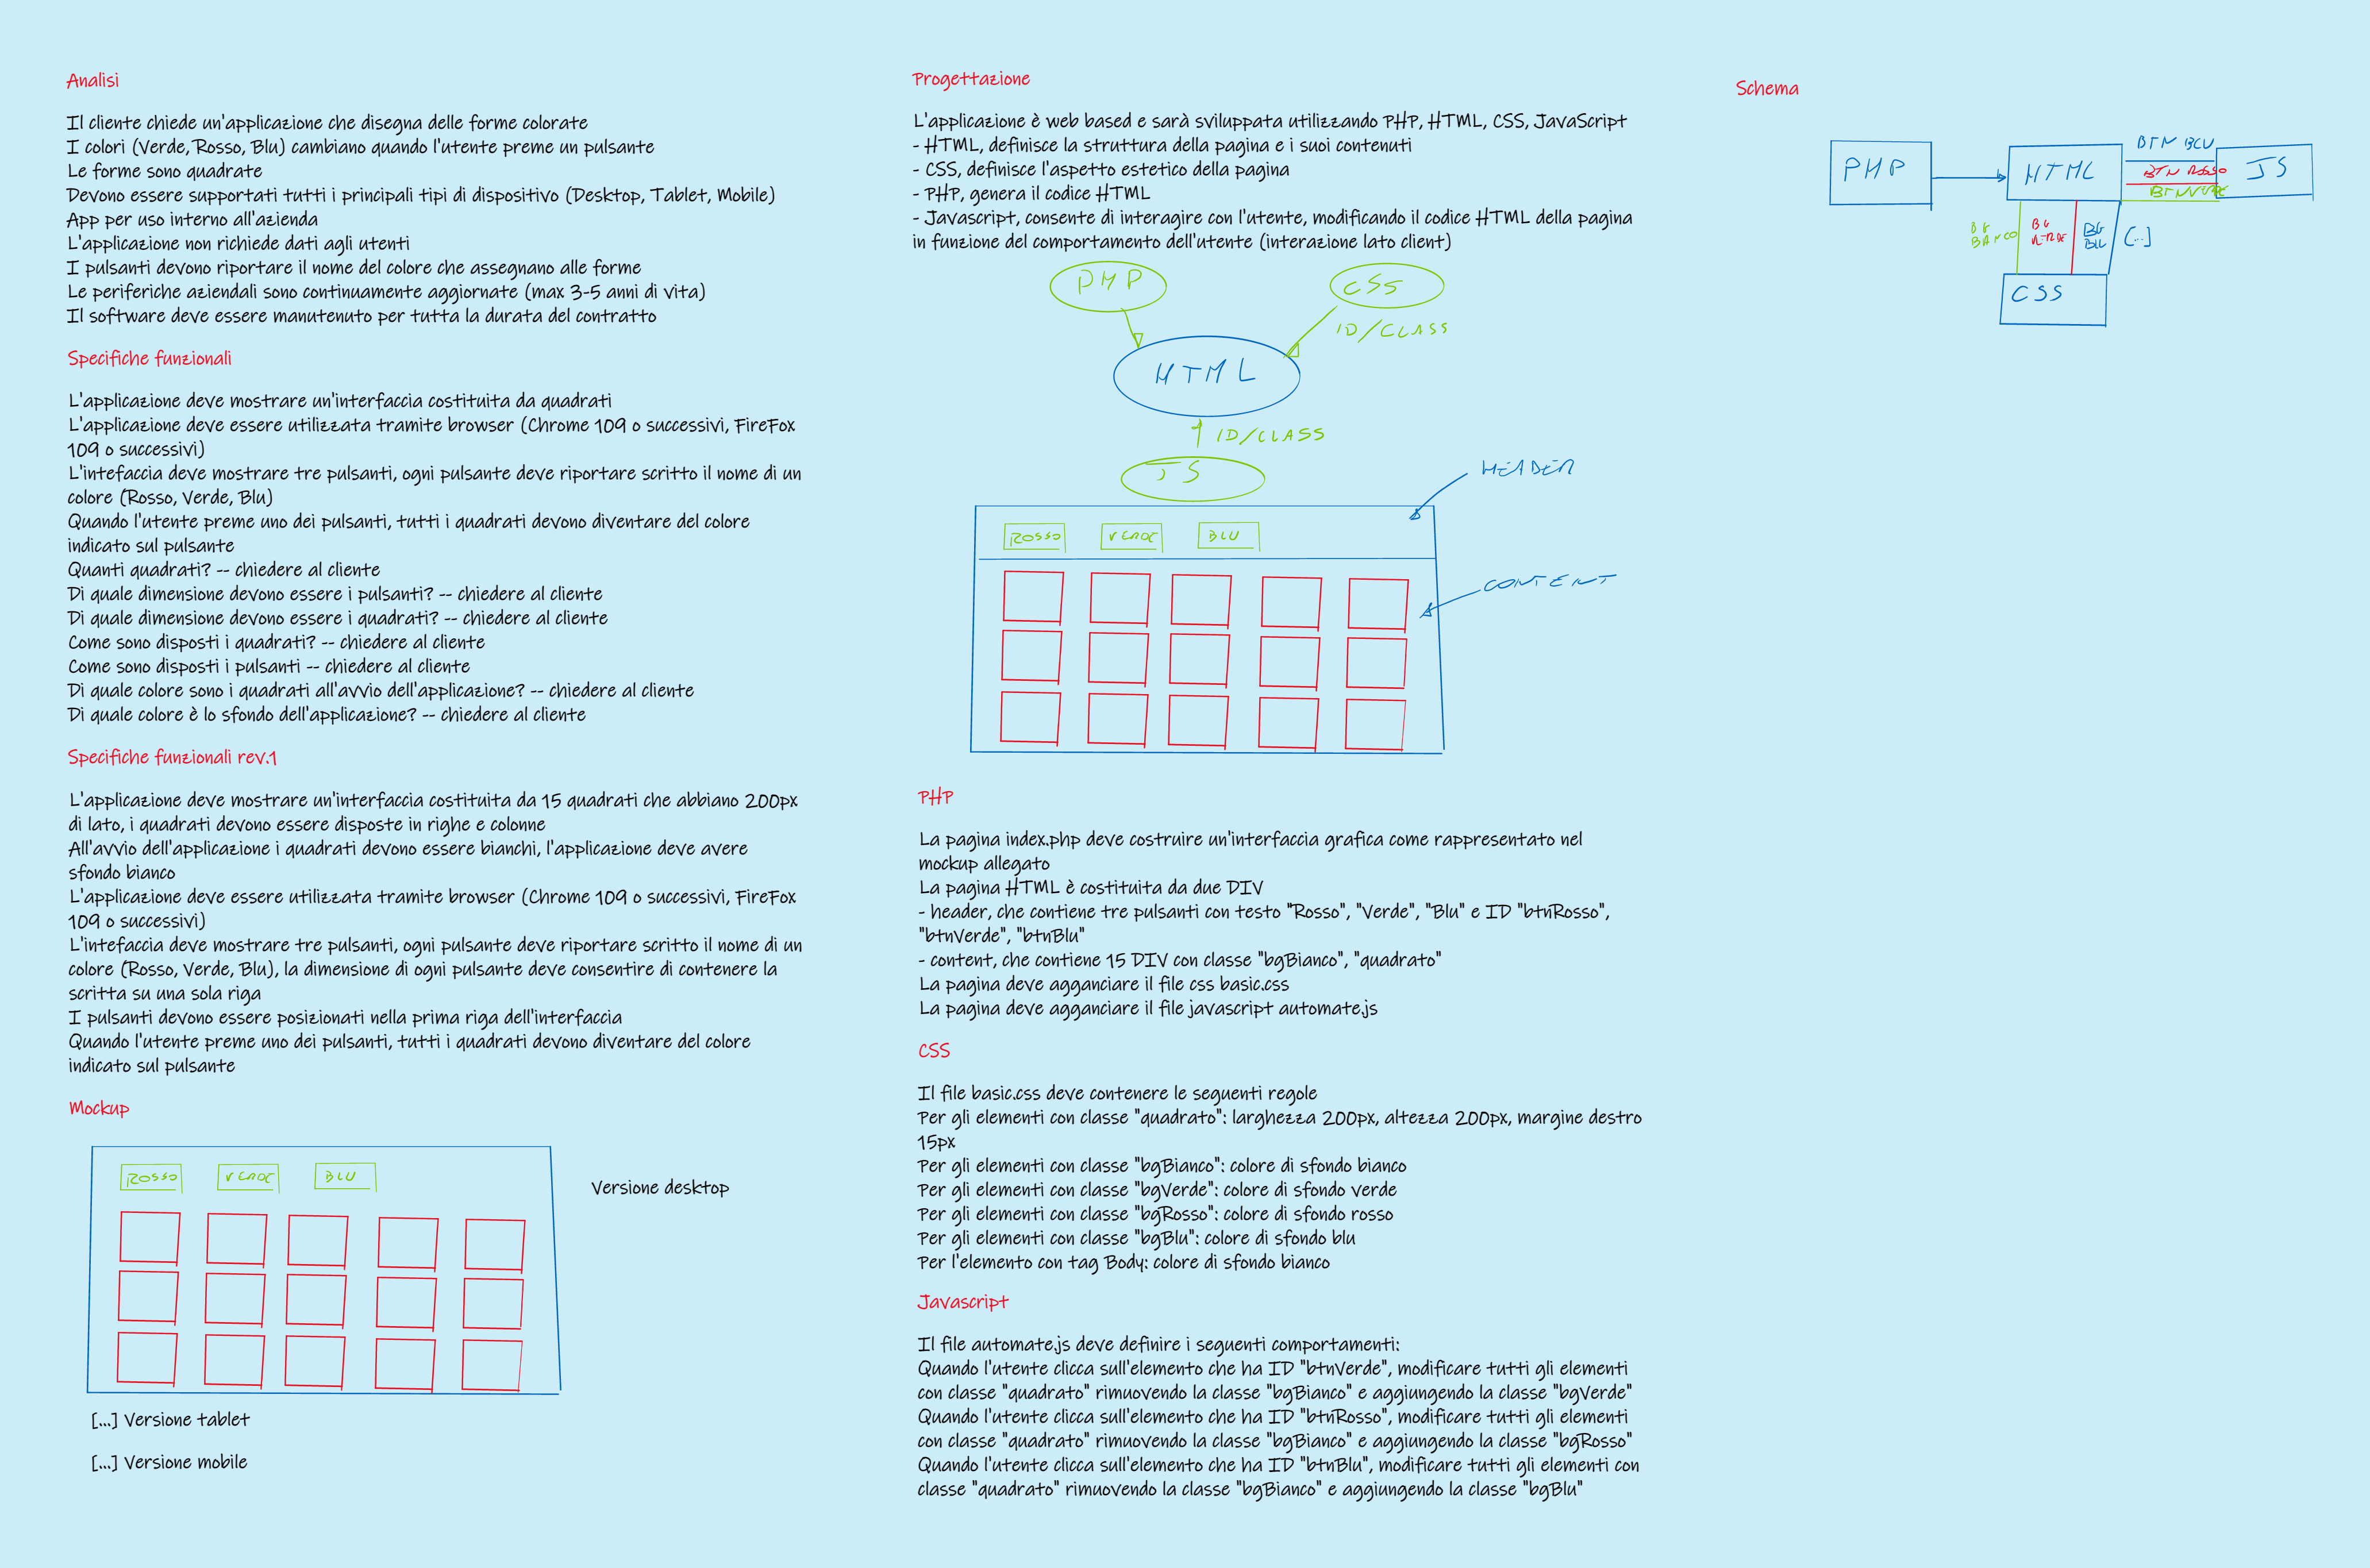 Analisi
Il cliente chiede un'applicazione che disegna delle forme colorate
I colori (Verde, Rosso, Blu) cambiano quando l'utente preme un pulsante
Le forme sono quadrate
Devono essere supportati tutti i principali tipi di dispositivo (Desktop, Tablet, Mobile)
App per uso interno all'azienda
L'applicazione non richiede dati agli utenti
I pulsanti devono riportare il nome del colore che assegnano alle forme
Le periferiche aziendali sono continuamente aggiornate (max 3-5 anni di vita)
Il software deve essere manutenuto per tutta la durata del contratto
Specifiche funzionali
L'applicazione deve mostrare un'interfaccia costituita da quadrati
L'applicazione deve essere utilizzata tramite browser (Chrome 109 o successivi, FireFox
109 o successivi)
L'intefaccia deve mostrare tre pulsanti, ogni pulsante deve riportare scritto il nome di un
colore (Rosso, Verde, Blu)
Quando l'utente preme uno dei pulsanti, tutti i quadrati devono diventare del colore
indicato sul pulsante
Quanti quadrati? -- chiedere al cliente
Di quale dimensione devono essere i pulsanti? -- chiedere al cliente
Di quale dimensione devono essere i quadrati? -- chiedere al cliente
Come sono disposti i quadrati? -- chiedere al cliente
Come sono disposti i pulsanti -- chiedere al cliente
Di quale colore sono i quadrati all'avvio dell'applicazione? -- chiedere al cliente
Di quale colore è lo sfondo dell'applicazione? -- chiedere al cliente
Specifiche funzionali rev.1
L'applicazione deve mostrare un'interfaccia costituita da 15 quadrati che abbiano 200px
di lato, i quadrati devono essere disposte in righe e colonne
All'avvio dell'applicazione i quadrati devono essere bianchi, l'applicazione deve avere
sfondo bianco
L'applicazione deve essere utilizzata tramite browser (Chrome 109 o successivi, FireFox
109 o successivi)
L'intefaccia deve mostrare tre pulsanti, ogni pulsante deve riportare scritto il nome di un
colore (Rosso, Verde, Blu), la dimensione di ogni pulsante deve consentire di contenere la
scritta su una sola riga
I pulsanti devono essere posizionati nella prima riga dell'interfaccia
Quando l'utente preme uno dei pulsanti, tutti i quadrati devono diventare del colore
indicato sul pulsante
Mockup
ROSSO VERDE BLU
Versione desktop
[...] Versione tablet
[...] Versione mobile
Progettazione
L'applicazione è web based e sarà sviluppata utilizzando PHP, HTML, CSS, JavaScript
- HTML, definisce la struttura della pagina e i suoi contenuti
- CSS, definisce l'aspetto estetico della pagina
- PHP, genera il codice HTML
- Javascript, consente di interagire con l'utente, modificando il codice HTML della pagina
in funzione del comportamento dell'utente (interazione lato client)
PHP
CSS
ID/CLASS
HTML
ID/CLASS
JS
HEADER
ROSSO VERDE BLU
CONTENT
PHP
La pagina index.php deve costruire un'interfaccia grafica come rappresentato nel
mockup allegato
La pagina HTML è costituita da due DIV
- header, che contiene tre pulsanti con testo "Rosso", "Verde", "Blu" e ID "btnRosso",
"btnVerde", "btnBlu"
- content, che contiene 15 DIV con classe "bgBianco", "quadrato"
La pagina deve agganciare il file css basic.css
La pagina deve agganciare il file javascript automate.js
CSS
Il file basic.css deve contenere le seguenti regole
Per gli elementi con classe "quadrato": larghezza 200px, altezza 200px, margine destro
15px
Per gli elementi con classe "bgBianco": colore di sfondo bianco
Per gli elementi con classe "bgVerde": colore di sfondo verde
Per gli elementi con classe "bgRosso": colore di sfondo rosso
Per gli elementi con classe "bgBlu": colore di sfondo blu
Per l'elemento con tag Body: colore di sfondo bianco
Javascript
Il file automate.js deve definire i seguenti comportamenti:
Quando l'utente clicca sull'elemento che ha ID "btnVerde", modificare tutti gli elementi
con classe "quadrato" rimuovendo la classe "bgBianco" e aggiungendo la classe "bgVerde"
Quando l'utente clicca sull'elemento che ha ID "btnRosso", modificare tutti gli elementi
con classe "quadrato" rimuovendo la classe "bgBianco" e aggiungendo la classe "bgRosso"
Quando l'utente clicca sull'elemento che ha ID "btnBlu", modificare tutti gli elementi con
classe "quadrato" rimuovendo la classe "bgBianco" e aggiungendo la classe "bgBlu"
Schema
PHP
HTML
BTN BLU
BTN ROSSO
BTN VERDE
JS
BG
BIANCO
BG
VERDE
BG
BLU
[...]
CSS